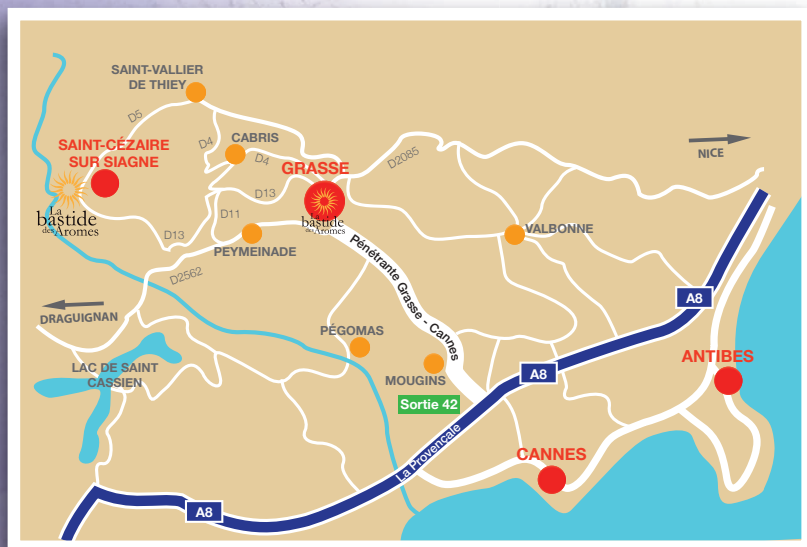 SAINT-VALLIER
DE THIEY
D5
SAINT-CÉZAIRE
SUR SIAGNE
D4
CABRIS
D4
GRASSE
D2085
NICE
La
bastide
des Arômes
D13
D11
D13
La
bastide
des Arômes
PEYMEINADE
VALBONNE
D2562
Pénétrante Grasse - Cannes
DRAGUIGNAN
A8
PÉGOMAS
LAC DE SAINT
CASSIEN
MOUGINS
A8
ANTIBES
Sortie 42
La Provençale
CANNES
A8